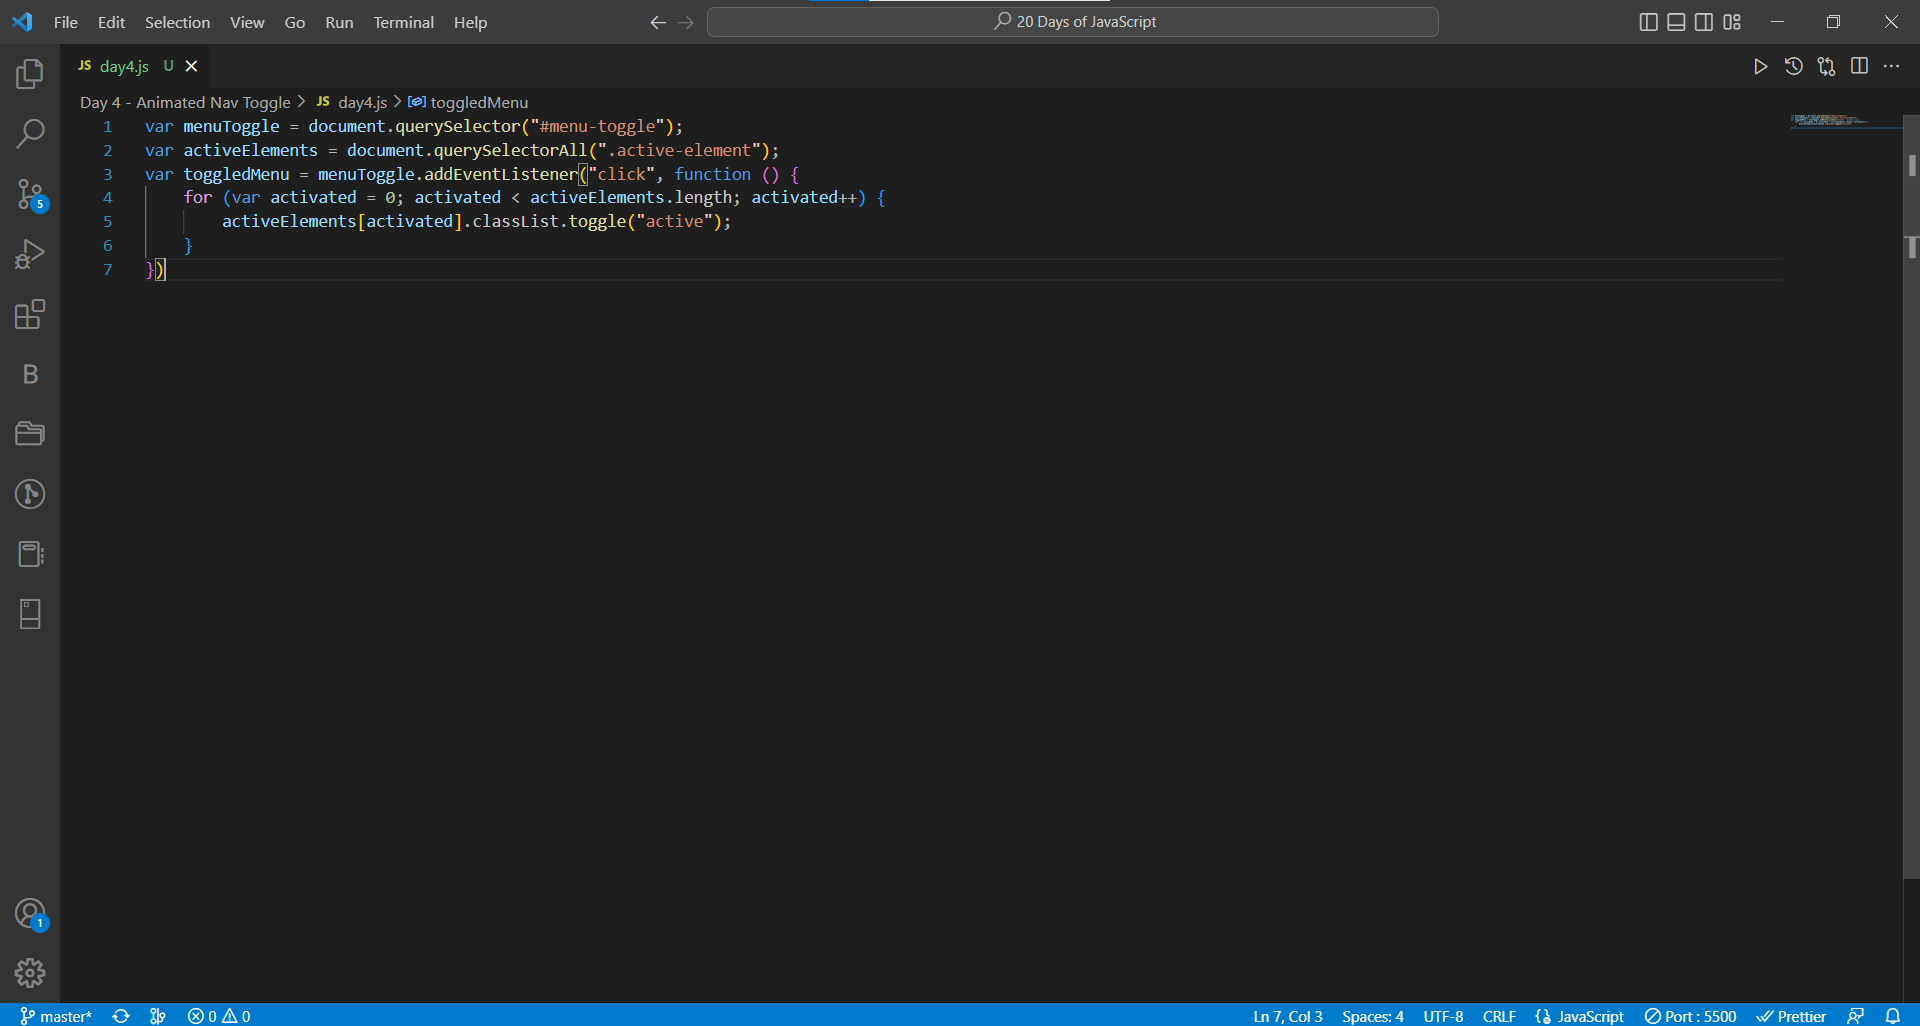 File Edit Selection View Go Run Terminal Help
20 Days of JavaScript
JS day4.js U
Day 4 - Animated Nav Toggle > JS day4.js > toggledMenu
1 var menuToggle = document.querySelector("#menu-toggle");
2 var activeElements = document.querySelectorAll(".active-element");
3 var toggledMenu = menuToggle.addEventListener("click", function () {
4 for (var activated = 0; activated < activeElements.length; activated++) {
5 activeElements[activated].classList.toggle("active");
6 }
7 })
5
B
1
master* 0 0 Ln 7, Col 3 Spaces: 4 UTF-8 CRLF JavaScript Port : 5500 Prettier